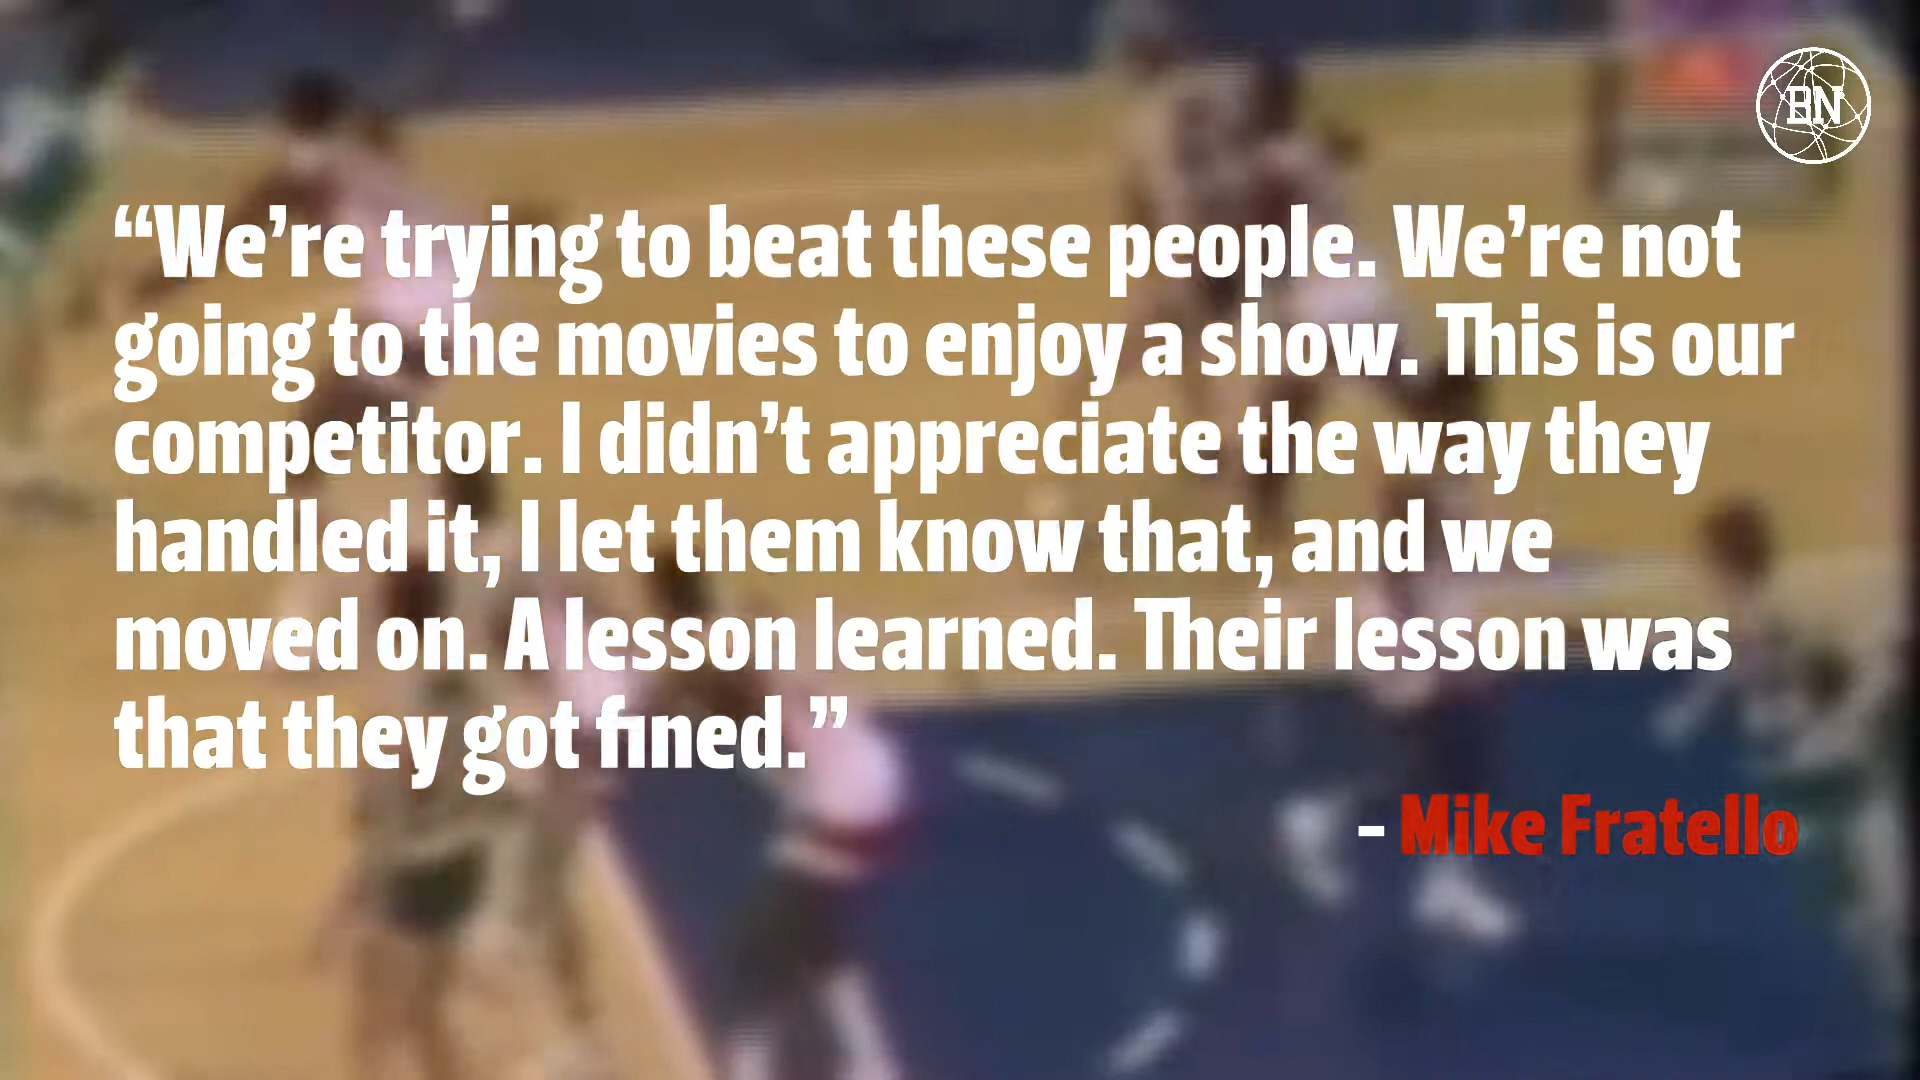 BN
“We’re trying to beat these people. We’re not
going to the movies to enjoy a show. This is our
competitor. I didn’t appreciate the way they
handled it, I let them know that, and we
moved on. A lesson learned. Their lesson was
that they got fined.”
- Mike Fratello